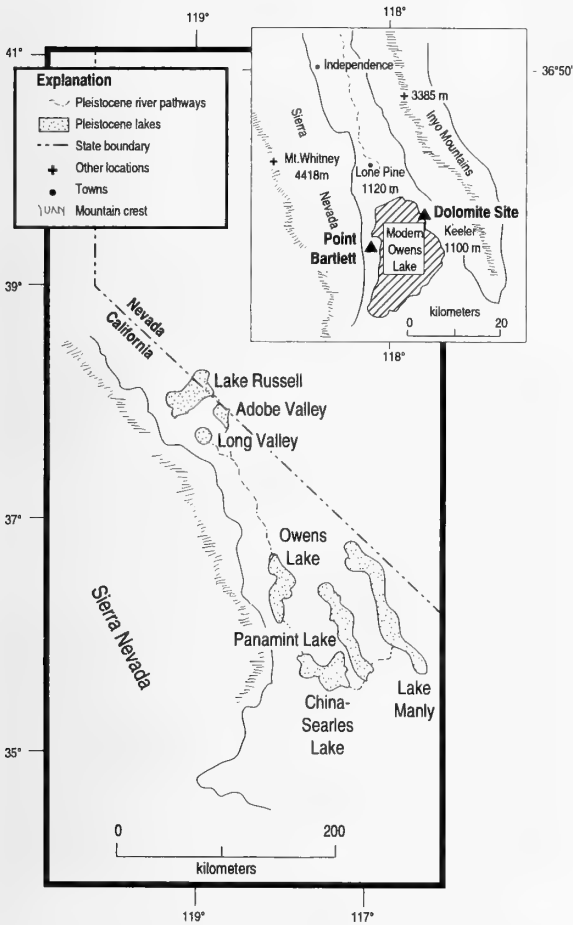 119°
118°
41°
36°50'
Explanation
Pleistocene river pathways
Pleistocene lakes
State boundary
Other locations
Towns
Mountain crest
Independence
3385 m
Sierra
Nevada
Inyo Mountains
Mt.Whitney
4418m
Lone Pine
1120 m
Dolomite Site
Keeler
1100 m
Point
Bartlett
Modern
Owens
Lake
kilometers
0 20
118°
39°
Nevada
California
Lake Russell
Adobe Valley
Long Valley
37°
Owens
Lake
Sierra Nevada
Panamint Lake
China-
Searles
Lake
Lake
Manly
35°
0 200
kilometers
119°
117°